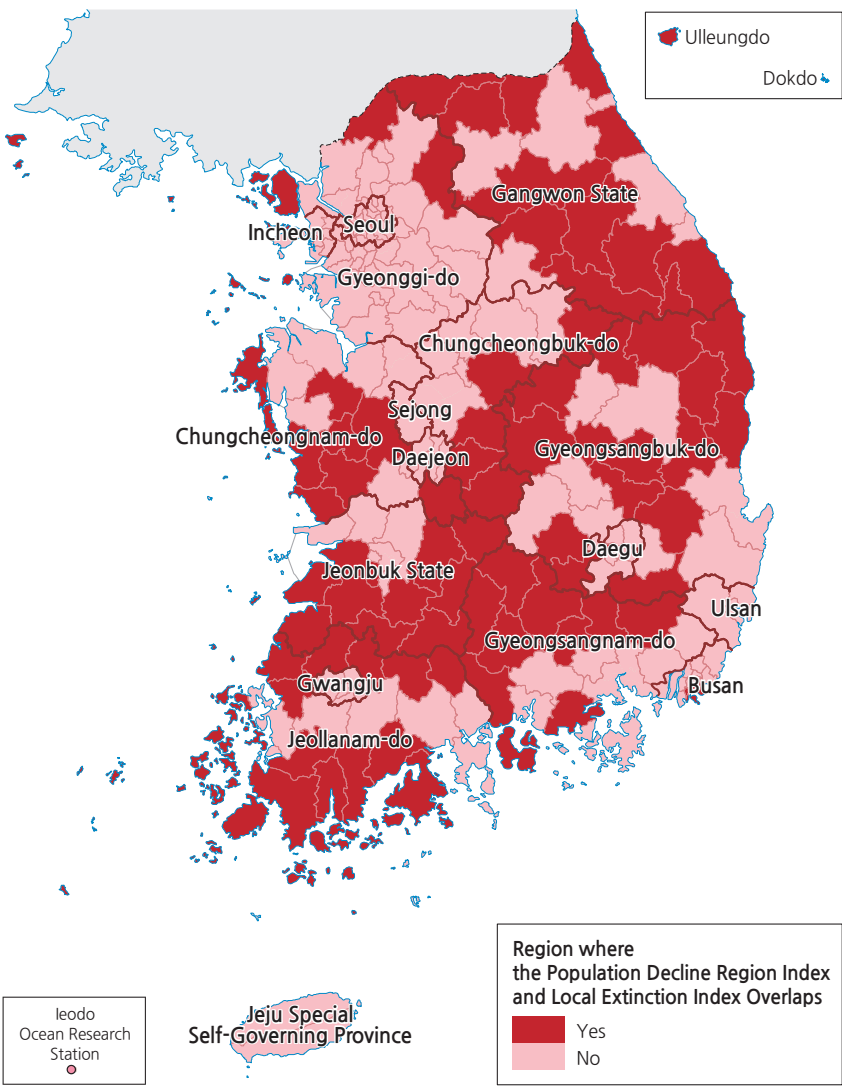 Ulleungdo
Dokdo
Gangwon State
Incheon
Seoul
Gyeonggi-do
Chungcheongbuk-do
Sejong
Chungcheongnam-do
Daejeon
Gyeongsangbuk-do
Daegu
Jeonbuk State
Ulsan
Gyeongsangnam-do
Gwangju
Busan
Jeollanam-do
Region where
the Population Decline Region Index
and Local Extinction Index Overlaps
Yes
No
Ieodo
Ocean Research
Station
Jeju Special
Self-Governing Province